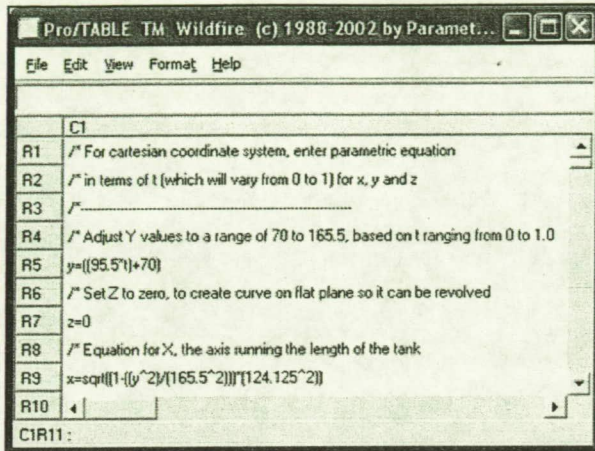 Pro/TABLE TM Wildfire (c) 1988-2002 by Paramet...
File Edit View Format Help
C1
R1 /* For cartesian coordinate system, enter parametric equation
R2 /* in terms of t (which will vary from 0 to 1) for x, y and z
R3 /*-------------------------------------------------------------------
R4 /* Adjust Y values to a range of 70 to 165.5, based on t ranging from 0 to 1.0
R5 y=((95.5*t)+70)
R6 /* Set Z to zero, to create curve on flat plane so it can be revolved
R7 z=0
R8 /* Equation for X, the axis running the length of the tank
R9 x=sqrt((1-((y^2)/(165.5^2)))*(124.125^2))
R10
C1R11 :